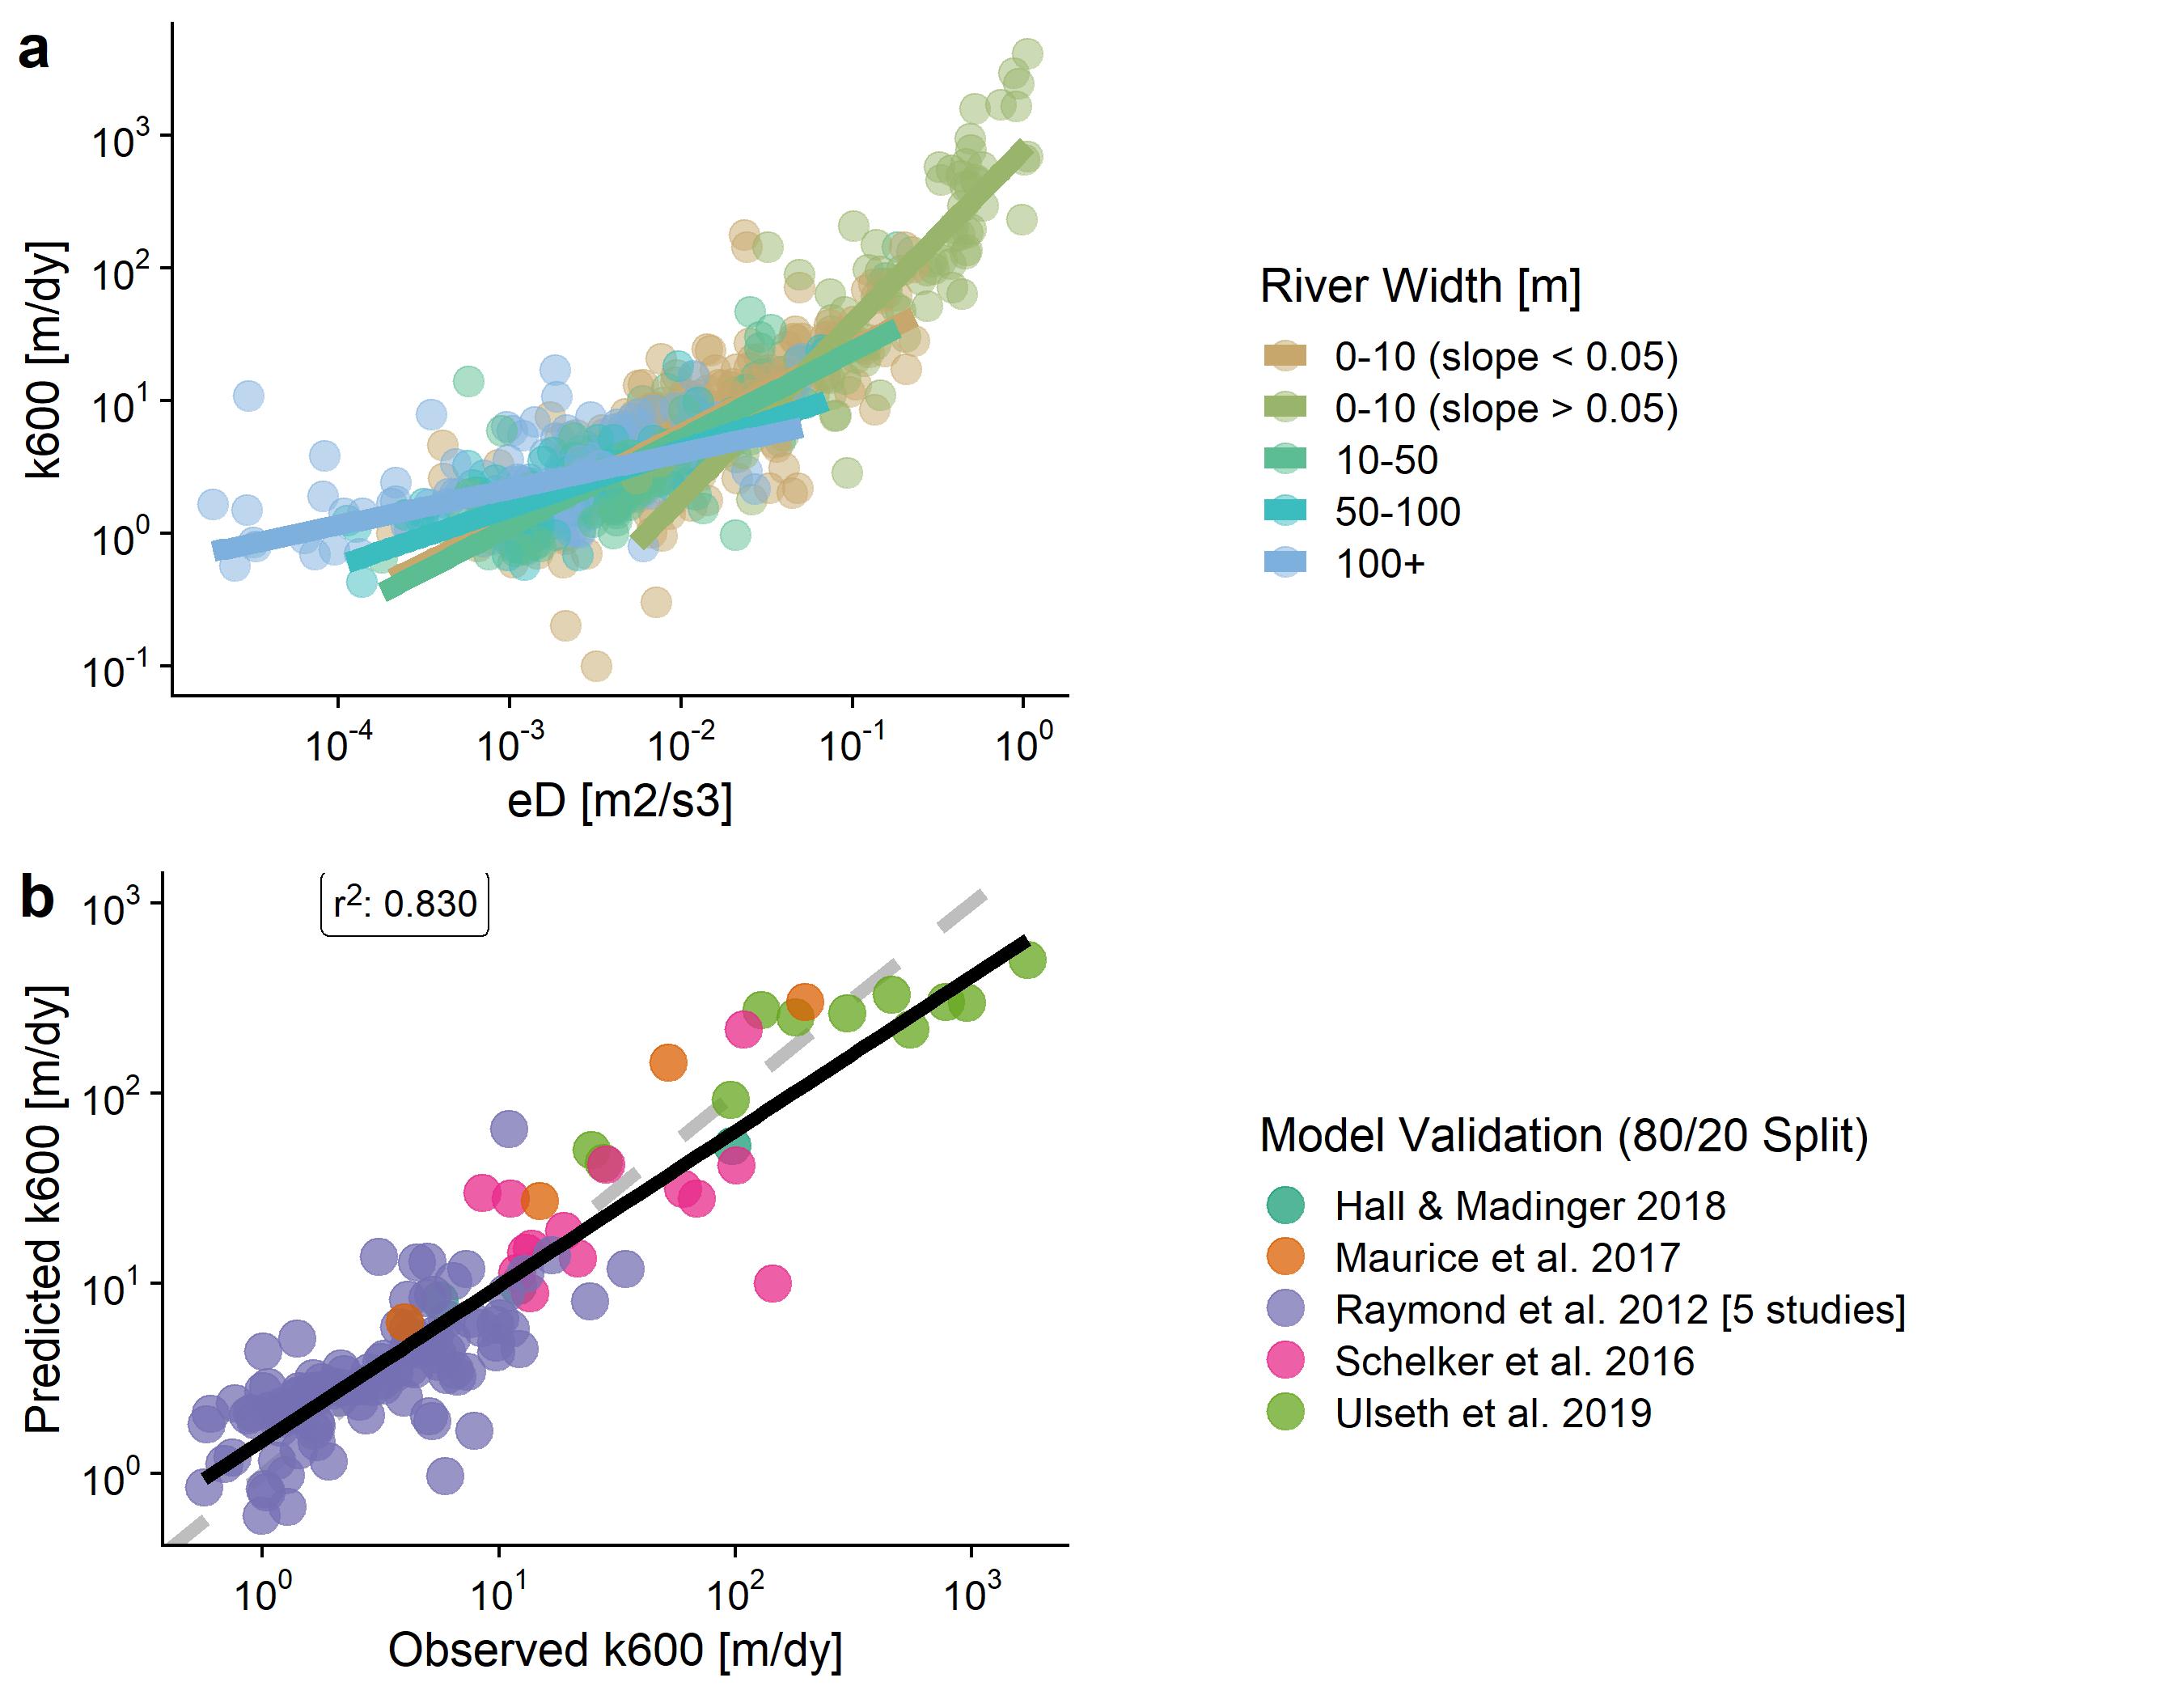 a
k600 [m/dy]
10^3
10^2
10^1
10^0
10^-1
10^-4 10^-3 10^-2 10^-1 10^0
eD [m2/s3]
River Width [m]
0-10 (slope < 0.05)
0-10 (slope > 0.05)
10-50
50-100
100+
b
r²: 0.830
Predicted k600 [m/dy]
10^3
10^2
10^1
10^0
10^0 10^1 10^2 10^3
Observed k600 [m/dy]
Model Validation (80/20 Split)
Hall & Madinger 2018
Maurice et al. 2017
Raymond et al. 2012 [5 studies]
Schelker et al. 2016
Ulseth et al. 2019